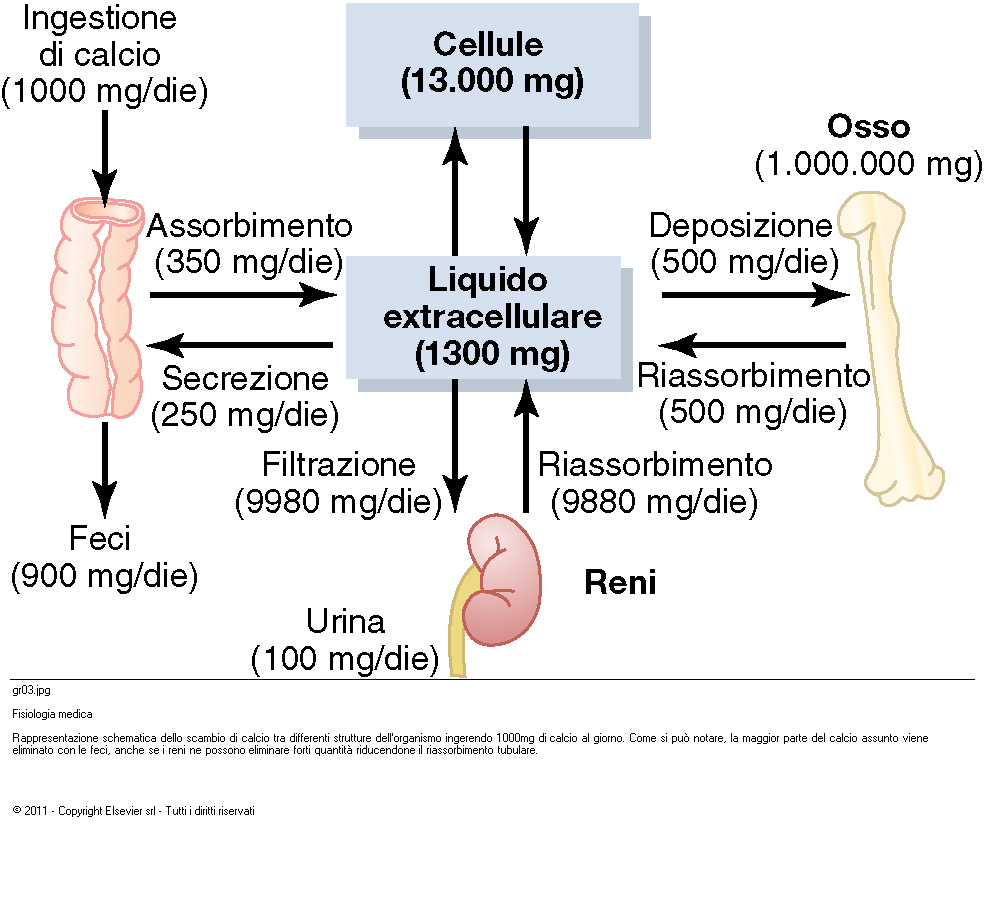 Ingestione
di calcio
(1000 mg/die)
Cellule
(13.000 mg)
Osso
(1.000.000 mg)
Assorbimento
(350 mg/die)
Deposizione
(500 mg/die)
Liquido
extracellulare
(1300 mg)
Secrezione
(250 mg/die)
Riassorbimento
(500 mg/die)
Filtrazione
(9980 mg/die)
Riassorbimento
(9880 mg/die)
Feci
(900 mg/die)
Reni
Urina
(100 mg/die)
gr03.jpg
Fisiologia medica
Rappresentazione schematica dello scambio di calcio tra differenti strutture dell'organismo ingerendo 1000mg di calcio al giorno. Come si può notare, la maggior parte del calcio assunto viene
eliminato con le feci, anche se i reni ne possono eliminare forti quantità riducendone il riassorbimento tubulare.
© 2011 - Copyright Elsevier srl - Tutti i diritti riservati